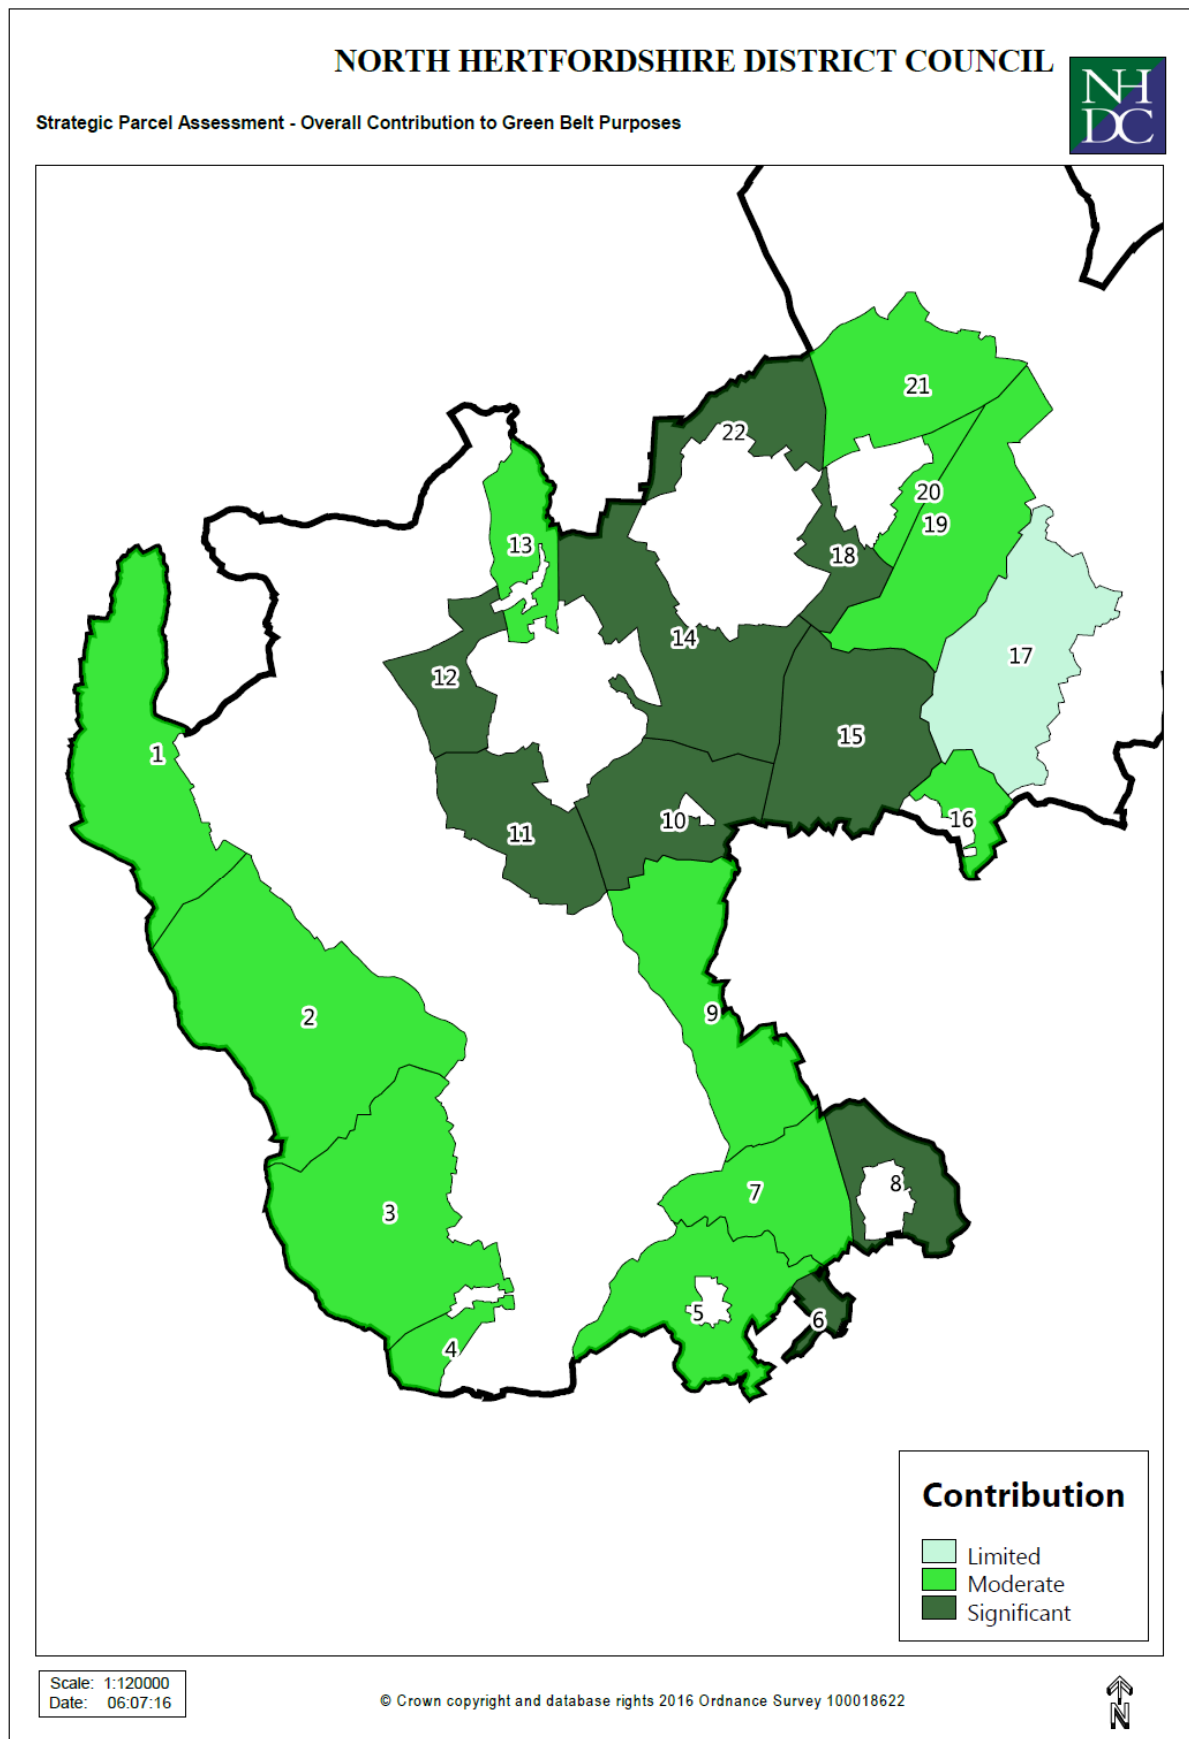 NORTH HERTFORDSHIRE DISTRICT COUNCIL
NH
DC
Strategic Parcel Assessment - Overall Contribution to Green Belt Purposes
21
22
20
19
13
18
14
17
12
15
1
16
10
11
9
2
8
7
3
5
6
4
Contribution
Limited
Moderate
Significant
Scale: 1:120000
Date: 06:07:16
© Crown copyright and database rights 2016 Ordnance Survey 100018622
N